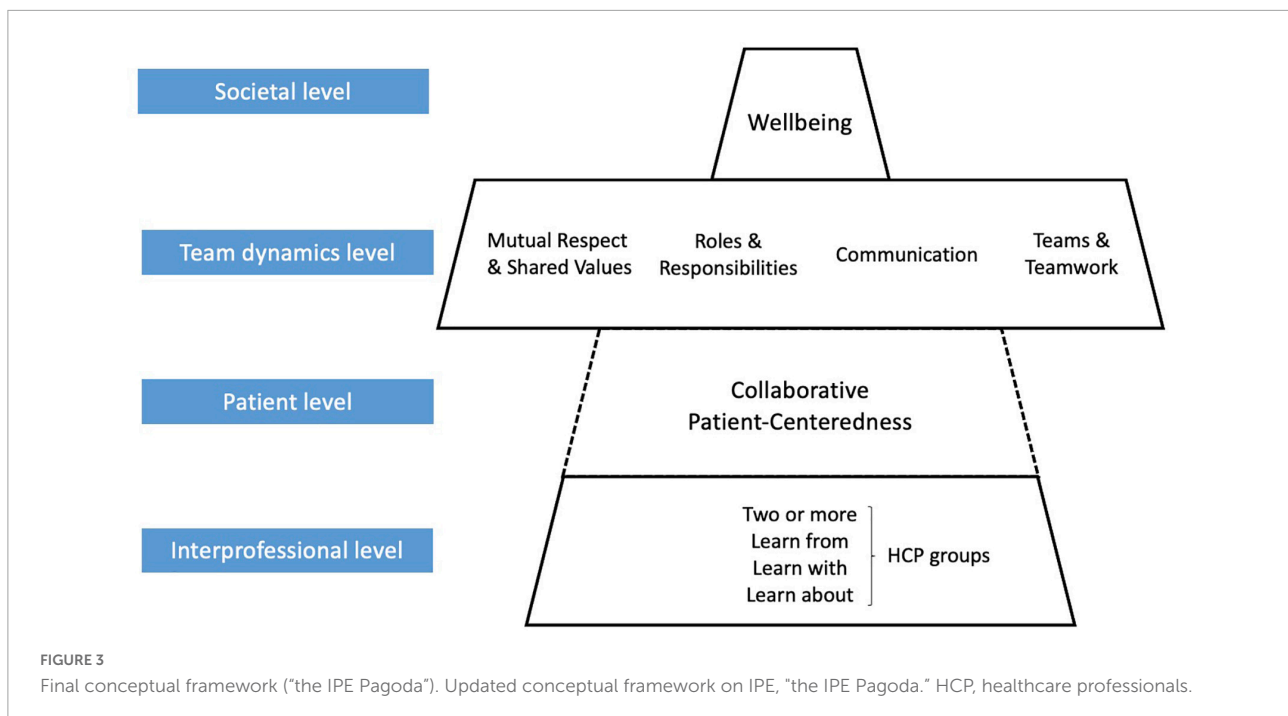 Societal level
Wellbeing
Team dynamics level
Mutual Respect
& Shared Values
Roles &
Responsibilities
Communication
Teams &
Teamwork
Patient level
Collaborative
Patient-Centeredness
Interprofessional level
Two or more
Learn from
Learn with
Learn about
HCP groups
FIGURE 3
Final conceptual framework (“the IPE Pagoda”). Updated conceptual framework on IPE, "the IPE Pagoda.” HCP, healthcare professionals.